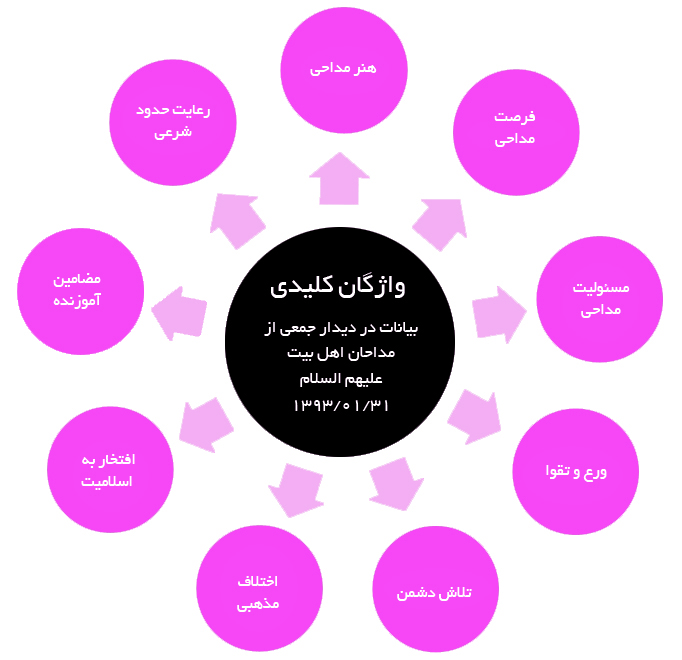 واژگان کلیدی
بیانات در دیدار جمعی از
مداحان اهل بیت
علیهم السلام
۱۳۹۳/۰۱/۳۱
هنر مداحی
فرصت
مداحی
مسئولیت
مداحی
ورع و تقوا
تلاش دشمن
اختلاف
مذهبی
افتخار به
اسلامیت
مضامین
آموزنده
رعایت حدود
شرعی